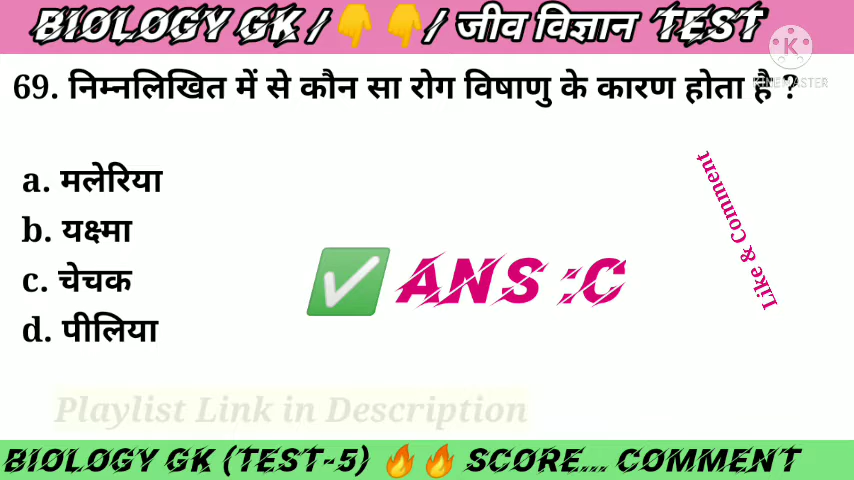 BIOLOGY GK /👇👇/ जीव विज्ञान TEST
KINEMASTER
69. निम्नलिखित में से कौन सा रोग विषाणु के कारण होता है ?
a. मलेरिया
b. यक्ष्मा
c. चेचक
d. पीलिया
✅ ANS :C
Like & Comment
Playlist Link in Description
BIOLOGY GK (TEST-5) 🔥🔥 SCORE... COMMENT